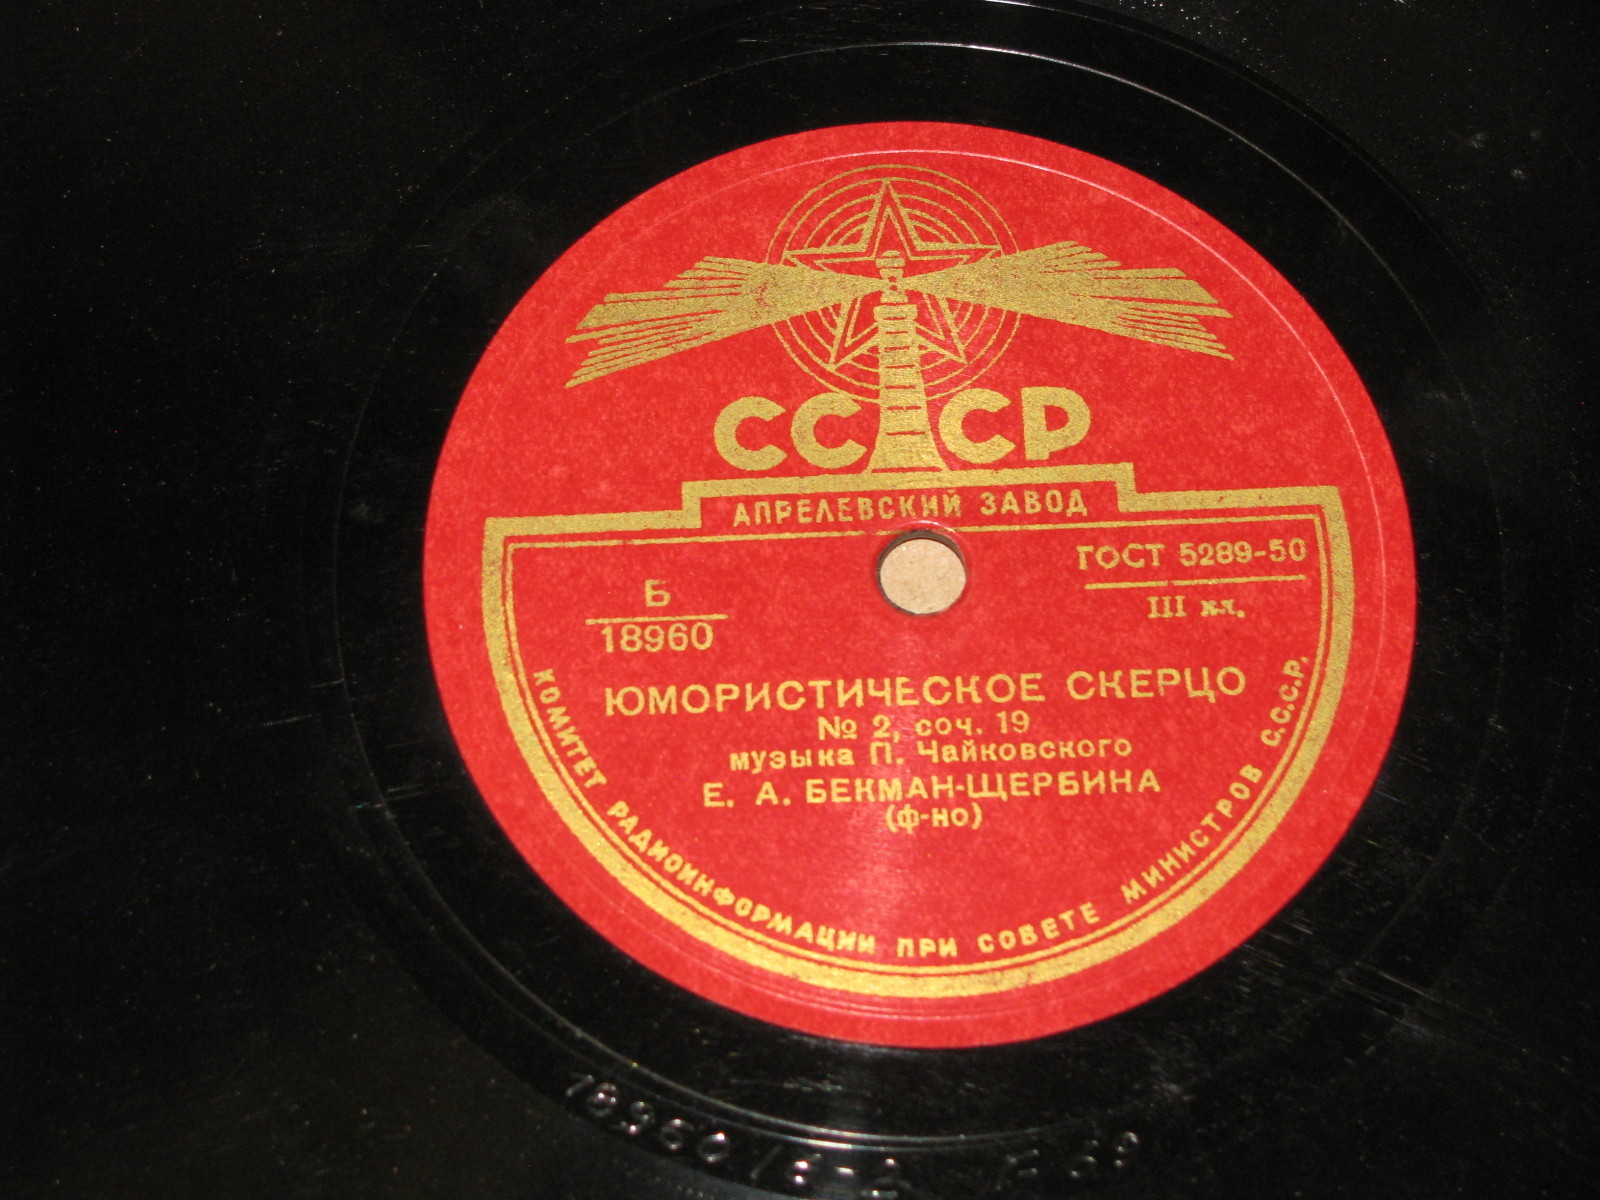 СССР
АПРЕЛЕВСКИЙ ЗАВОД
ГОСТ 5289-50
III кл.
Б
18960
ЮМОРИСТИЧЕСКОЕ СКЕРЦО
№ 2, соч. 19
музыка П. Чайковского
Е. А. БЕКМАН-ЩЕРБИНА
(ф-но)
КОМИТЕТ РАДИОИНФОРМАЦИИ ПРИ СОВЕТЕ МИНИСТРОВ С.С.С.Р.
18960